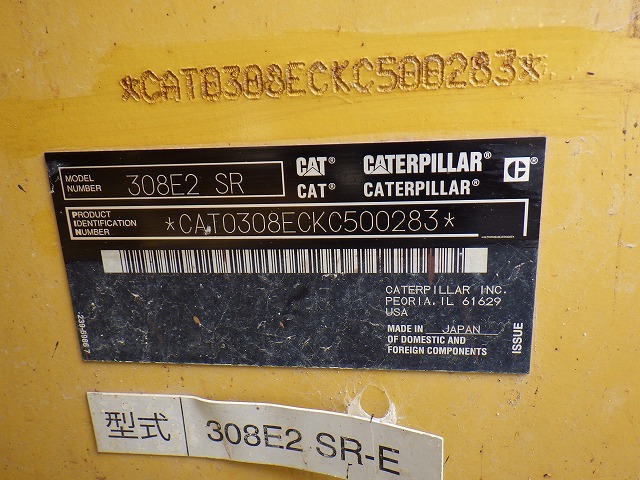 *CAT0308ECKC500283*
MODEL NUMBER 308E2 SR
CAT® CATERPILLAR® C®
CAT® CATERPILLAR®
PRODUCT IDENTIFICATION NUMBER *CAT0308ECKC500283*
CATERPILLAR INC.
PEORIA. IL 61629
USA
MADE IN JAPAN
OF DOMESTIC AND
FOREIGN COMPONENTS
ISSUE
型式 308E2 SR-E